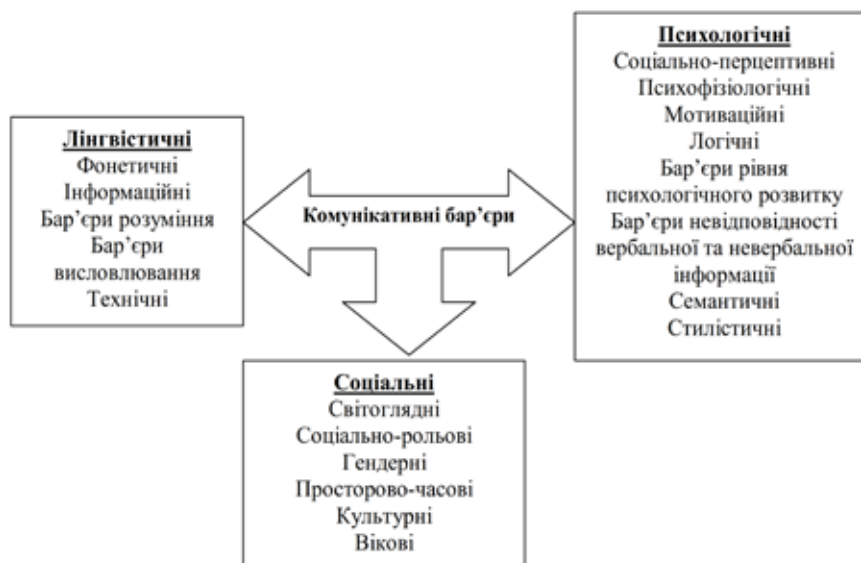 Лінгвістичні
Фонетичні
Інформаційні
Бар’єри розуміння
Бар’єри
висловлювання
Технічні
Комунікативні бар’єри
Психологічні
Соціально-перцептивні
Психофізіологічні
Мотиваційні
Логічні
Бар’єри рівня
психологічного розвитку
Бар’єри невідповідності
вербальної та невербальної
інформації
Семантичні
Стилістичні
Соціальні
Світоглядні
Соціально-рольові
Гендерні
Просторово-часові
Культурні
Вікові